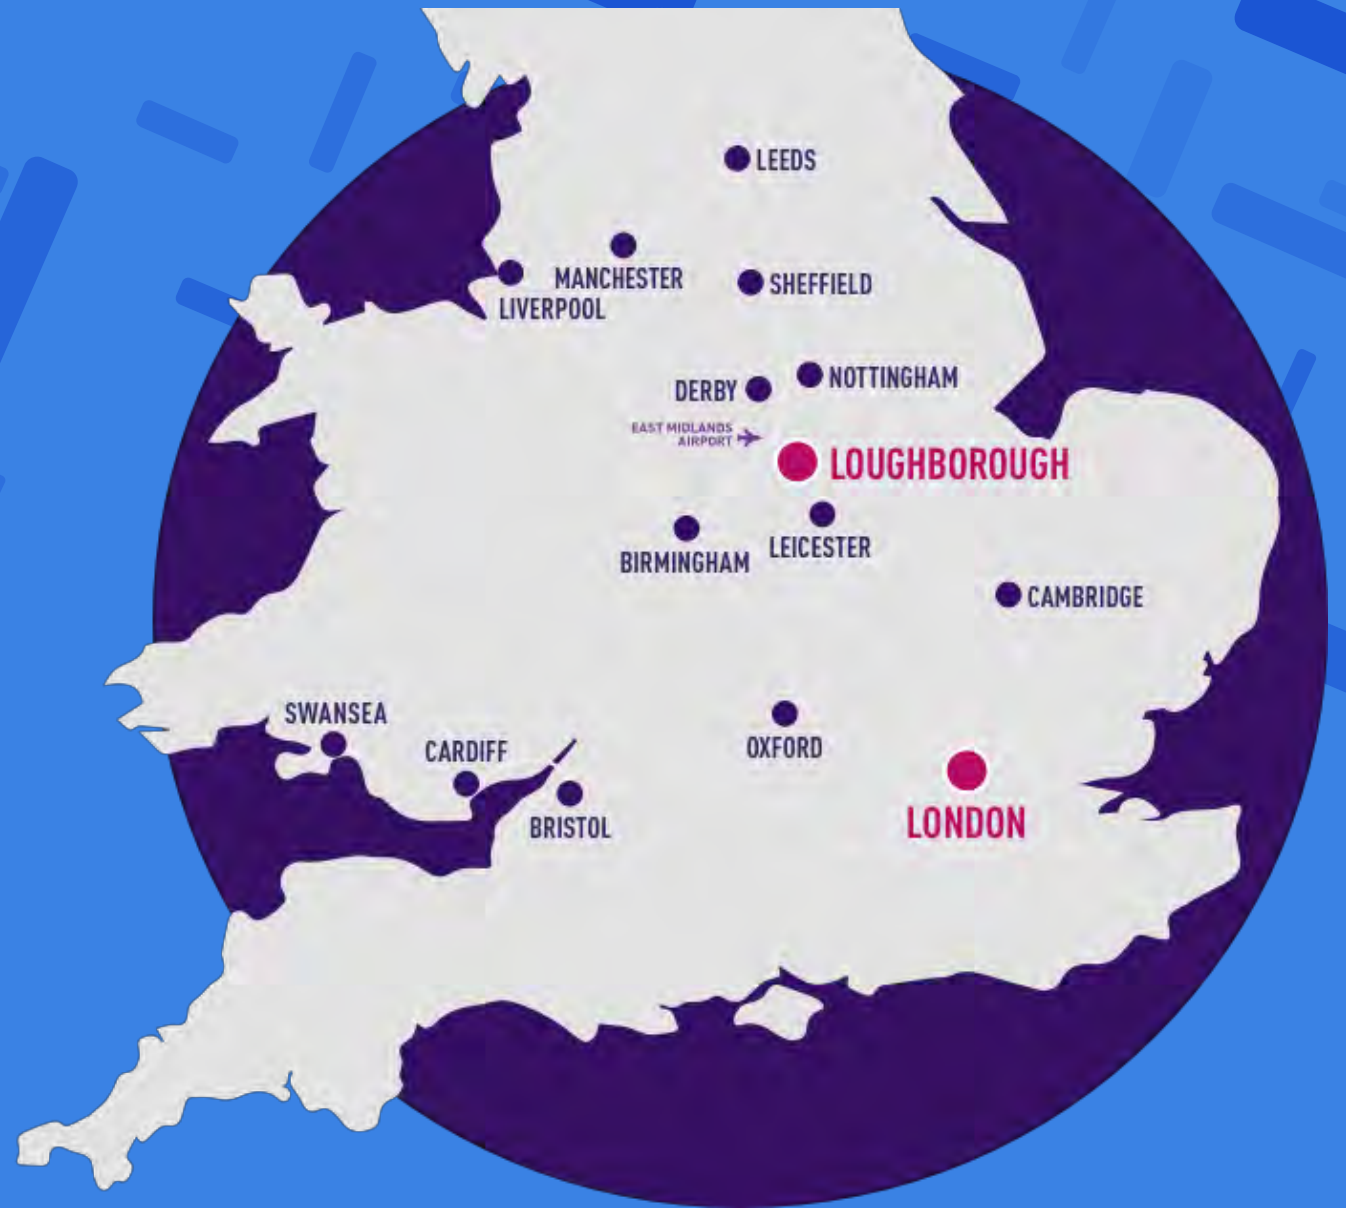 LEEDS
MANCHESTER
LIVERPOOL
SHEFFIELD
DERBY
NOTTINGHAM
EAST MIDLANDS
AIRPORT
LOUGHBOROUGH
BIRMINGHAM
LEICESTER
CAMBRIDGE
SWANSEA
CARDIFF
BRISTOL
OXFORD
LONDON